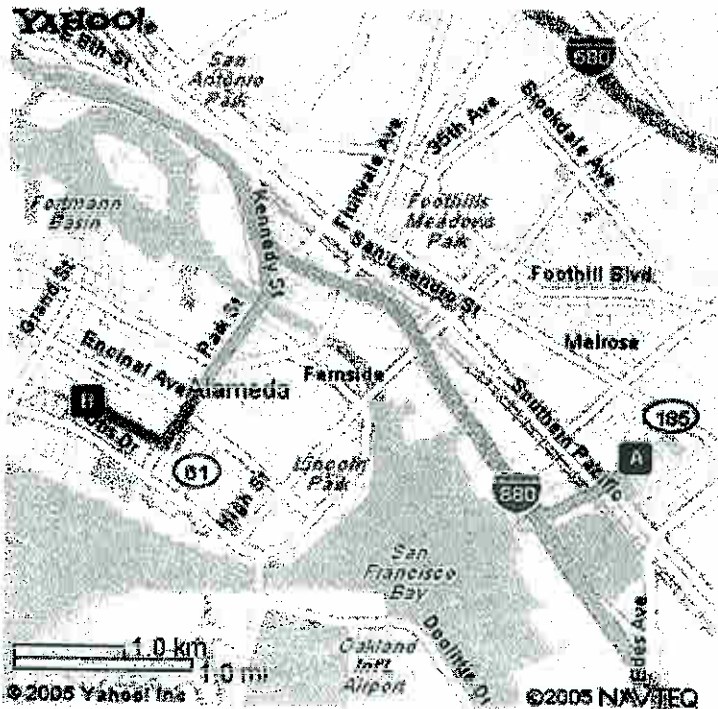 YAHOO!
E 8th St
San
Antonio
Park
580
Fruitvale Ave
35th Ave
Brookdale Ave
Fortmann
Basin
Kennedy St
Foothills
Meadows
Park
San Leandro St
Foothill Blvd
Grand St
Park St
Melrose
Encinal Ave
Fernside
Alameda
Southern Pacific
185
A
61
Lincoln
Park
High St
880
San
Francisco
Bay
Doolittle Dr
Edes Ave
1.0 km
1.0 mi
Oakland
Intl
Airport
©2005 Yahoo! Inc
©2005 NAVTEQ